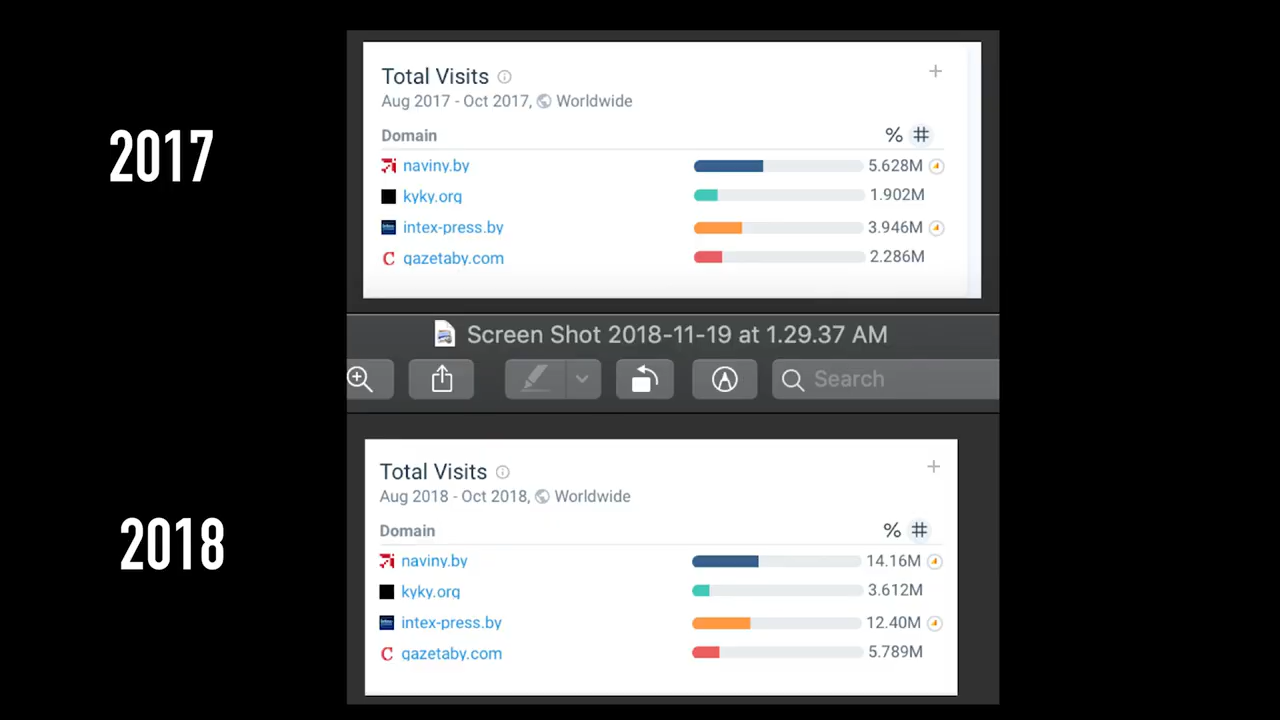 2017
Total Visits
Aug 2017 - Oct 2017, Worldwide
Domain % #
naviny.by 5.628M
kyky.org 1.902M
intex-press.by 3.946M
gazetaby.com 2.286M
Screen Shot 2018-11-19 at 1.29.37 AM
Search
2018
Total Visits
Aug 2018 - Oct 2018, Worldwide
Domain % #
naviny.by 14.16M
kyky.org 3.612M
intex-press.by 12.40M
gazetaby.com 5.789M